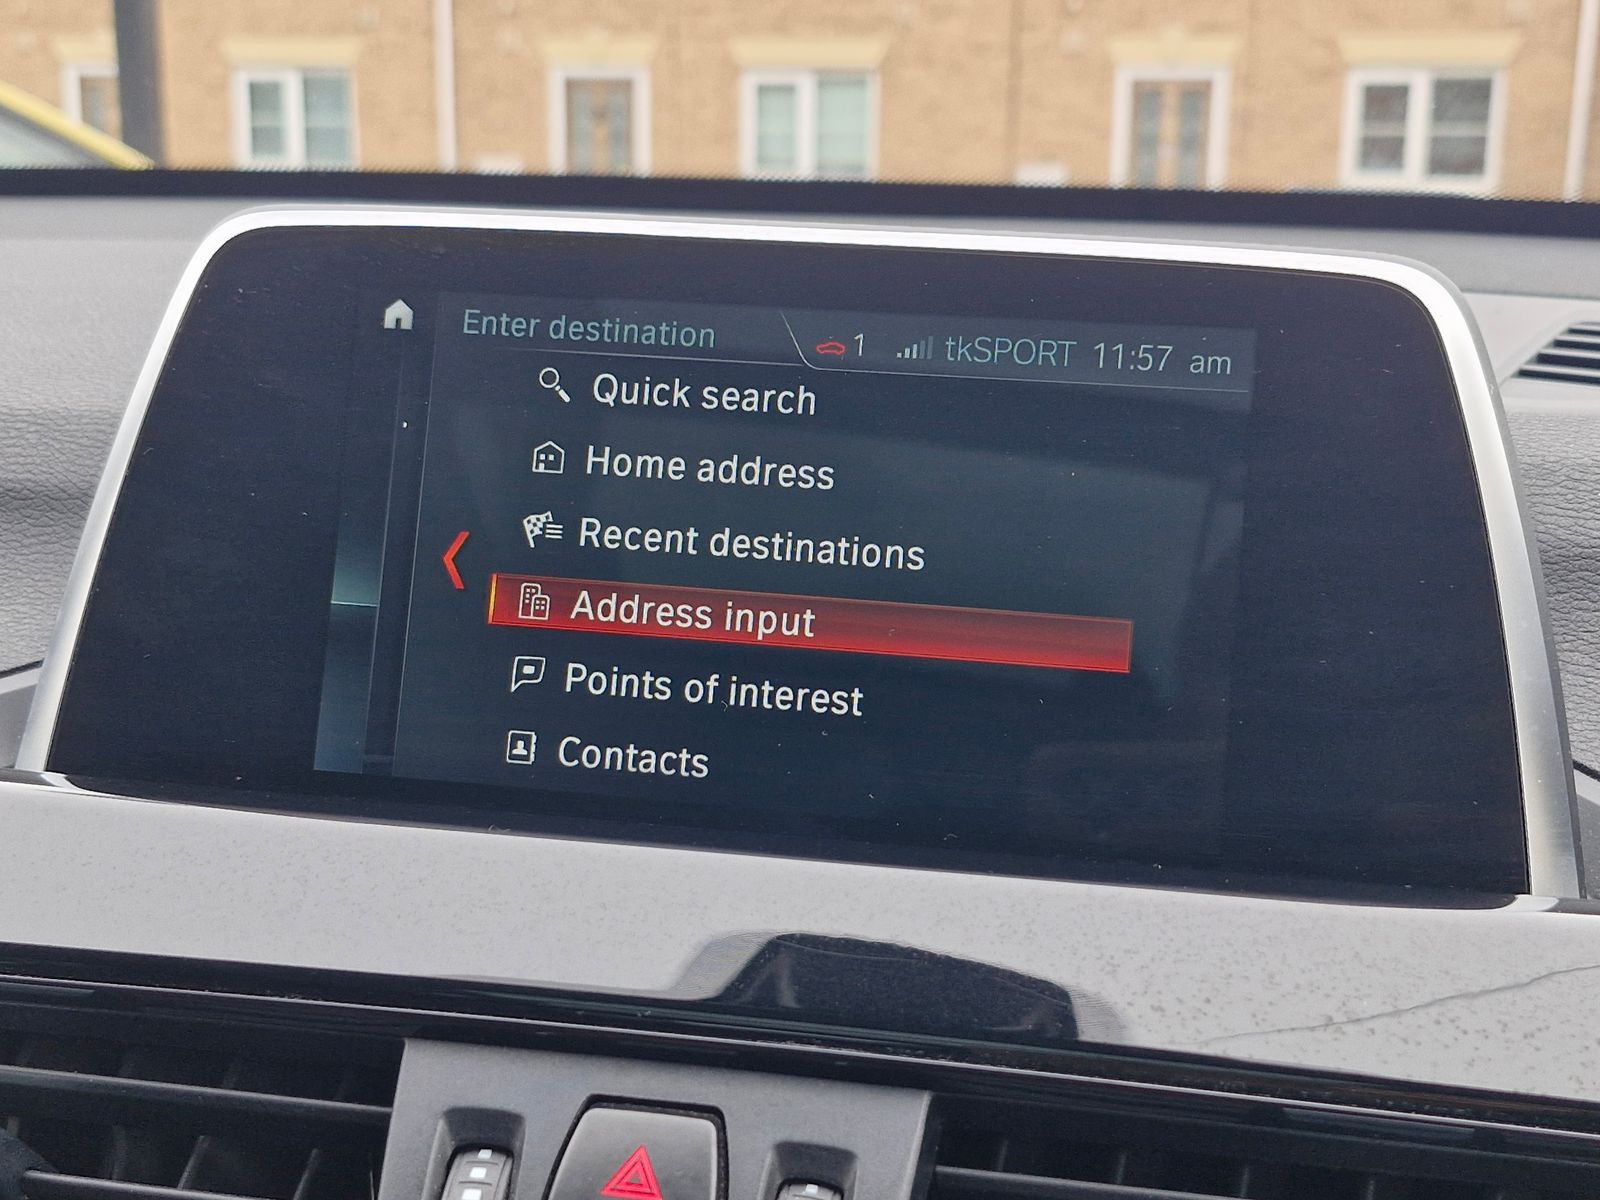 Enter destination
1 tkSPORT 11:57 am
Quick search
Home address
Recent destinations
Address input
Points of interest
Contacts